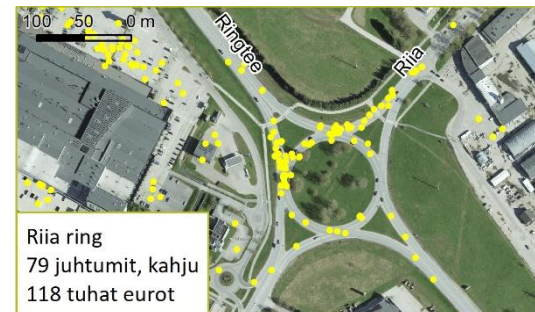 100 50 0 m
Ringtee
Riia
Riia ring
79 juhtumit, kahju
118 tuhat eurot